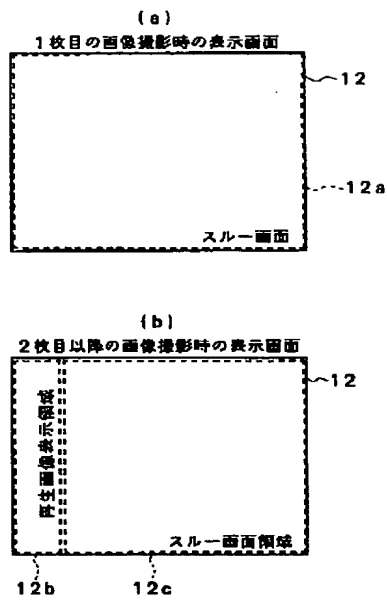 (a)
1枚目の画像撮影時の表示画面
12
12a
スルー画面
(b)
2枚目以降の画像撮影時の表示画面
12
再生画像表示領域
スルー画面領域
12b
12c